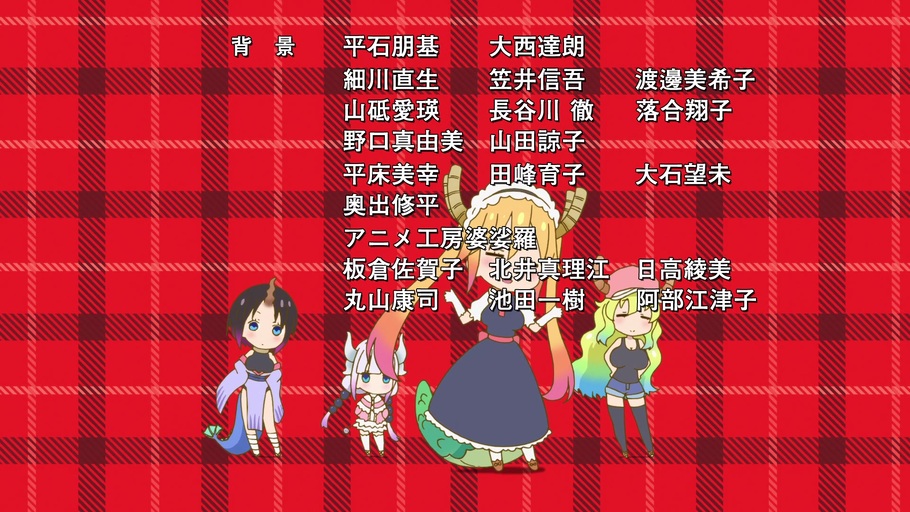 背 景 平石朋基 大西達朗
細川直生 笠井信吾 渡邊美希子
山砥愛瑛 長谷川 徹 落合翔子
野口真由美 山田諒子
平床美幸 田峰育子 大石望未
奥出修平
アニメ工房婆娑羅
板倉佐賀子 北井真理江 日高綾美
丸山康司 池田一樹 阿部江津子